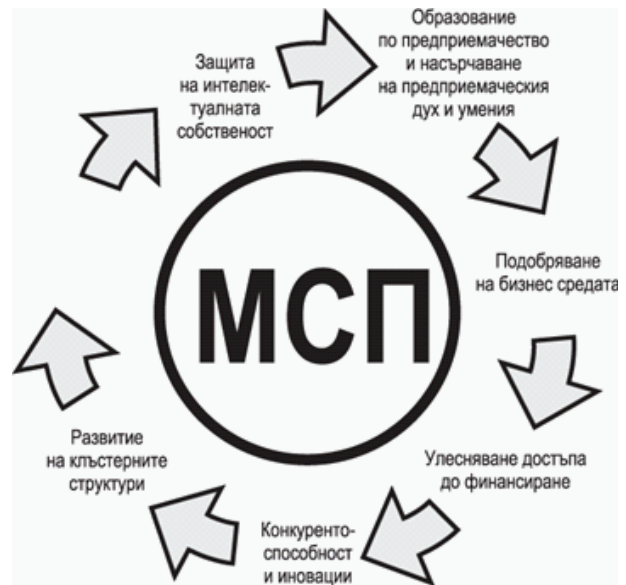 Образование
по предприемачество
и насърчаване
на предприемаческия
дух и умения
Защита
на интелек-
туалната
собственост
Подобряване
на бизнес средата
МСП
Улесняване достъпа
до финансиране
Конкуренто-
способност
и иновации
Развитие
на клъстерните
структури